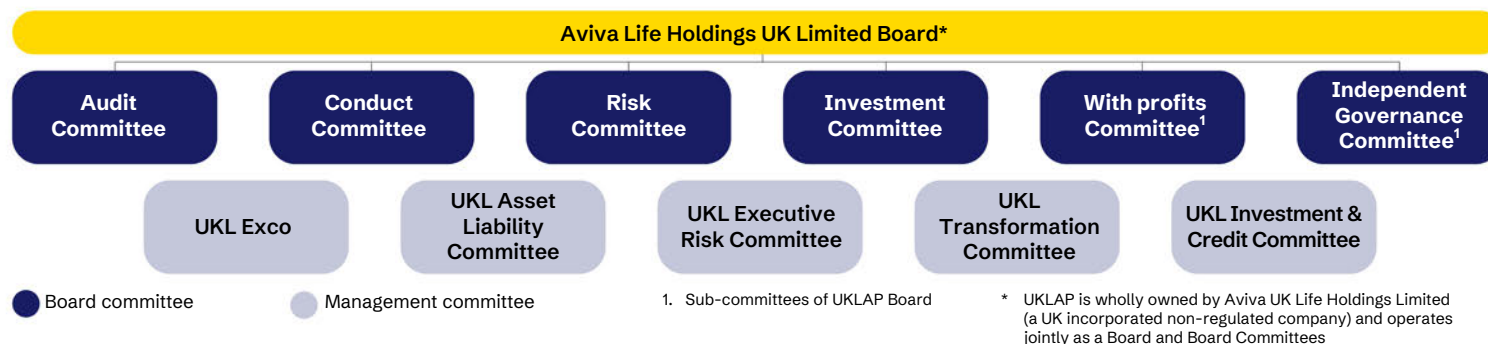 Aviva Life Holdings UK Limited Board*
Audit
Committee
Conduct
Committee
Risk
Committee
Investment
Committee
With profits
Committee1
Independent
Governance
Committee1
UKL Exco
UKL Asset
Liability
Committee
UKL Executive
Risk Committee
UKL
Transformation
Committee
UKL Investment &
Credit Committee
Board committee
Management committee
1. Sub-committees of UKLAP Board
* UKLAP is wholly owned by Aviva UK Life Holdings Limited
(a UK incorporated non-regulated company) and operates
jointly as a Board and Board Committees